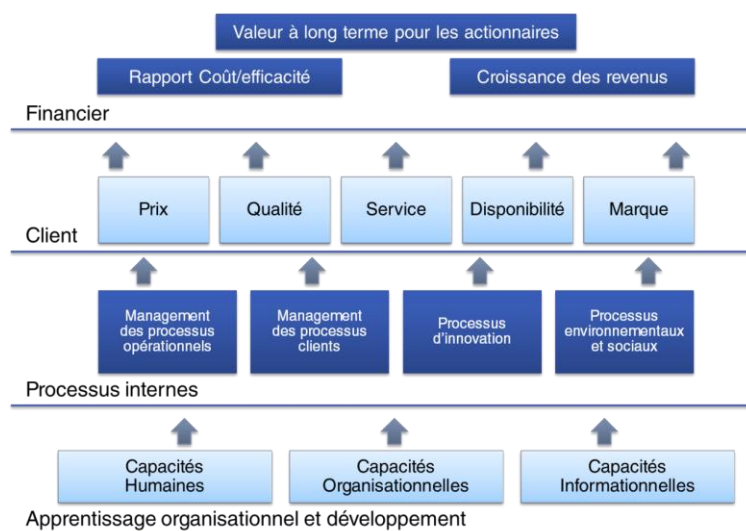 Valeur à long terme pour les actionnaires
Rapport Coût/efficacité
Croissance des revenus
Financier
Prix
Qualité
Service
Disponibilité
Marque
Client
Management
des processus
opérationnels
Management
des processus
clients
Processus
d'innovation
Processus
environnementaux
et sociaux
Processus internes
Capacités
Humaines
Capacités
Organisationnelles
Capacités
Informationnelles
Apprentissage organisationnel et développement